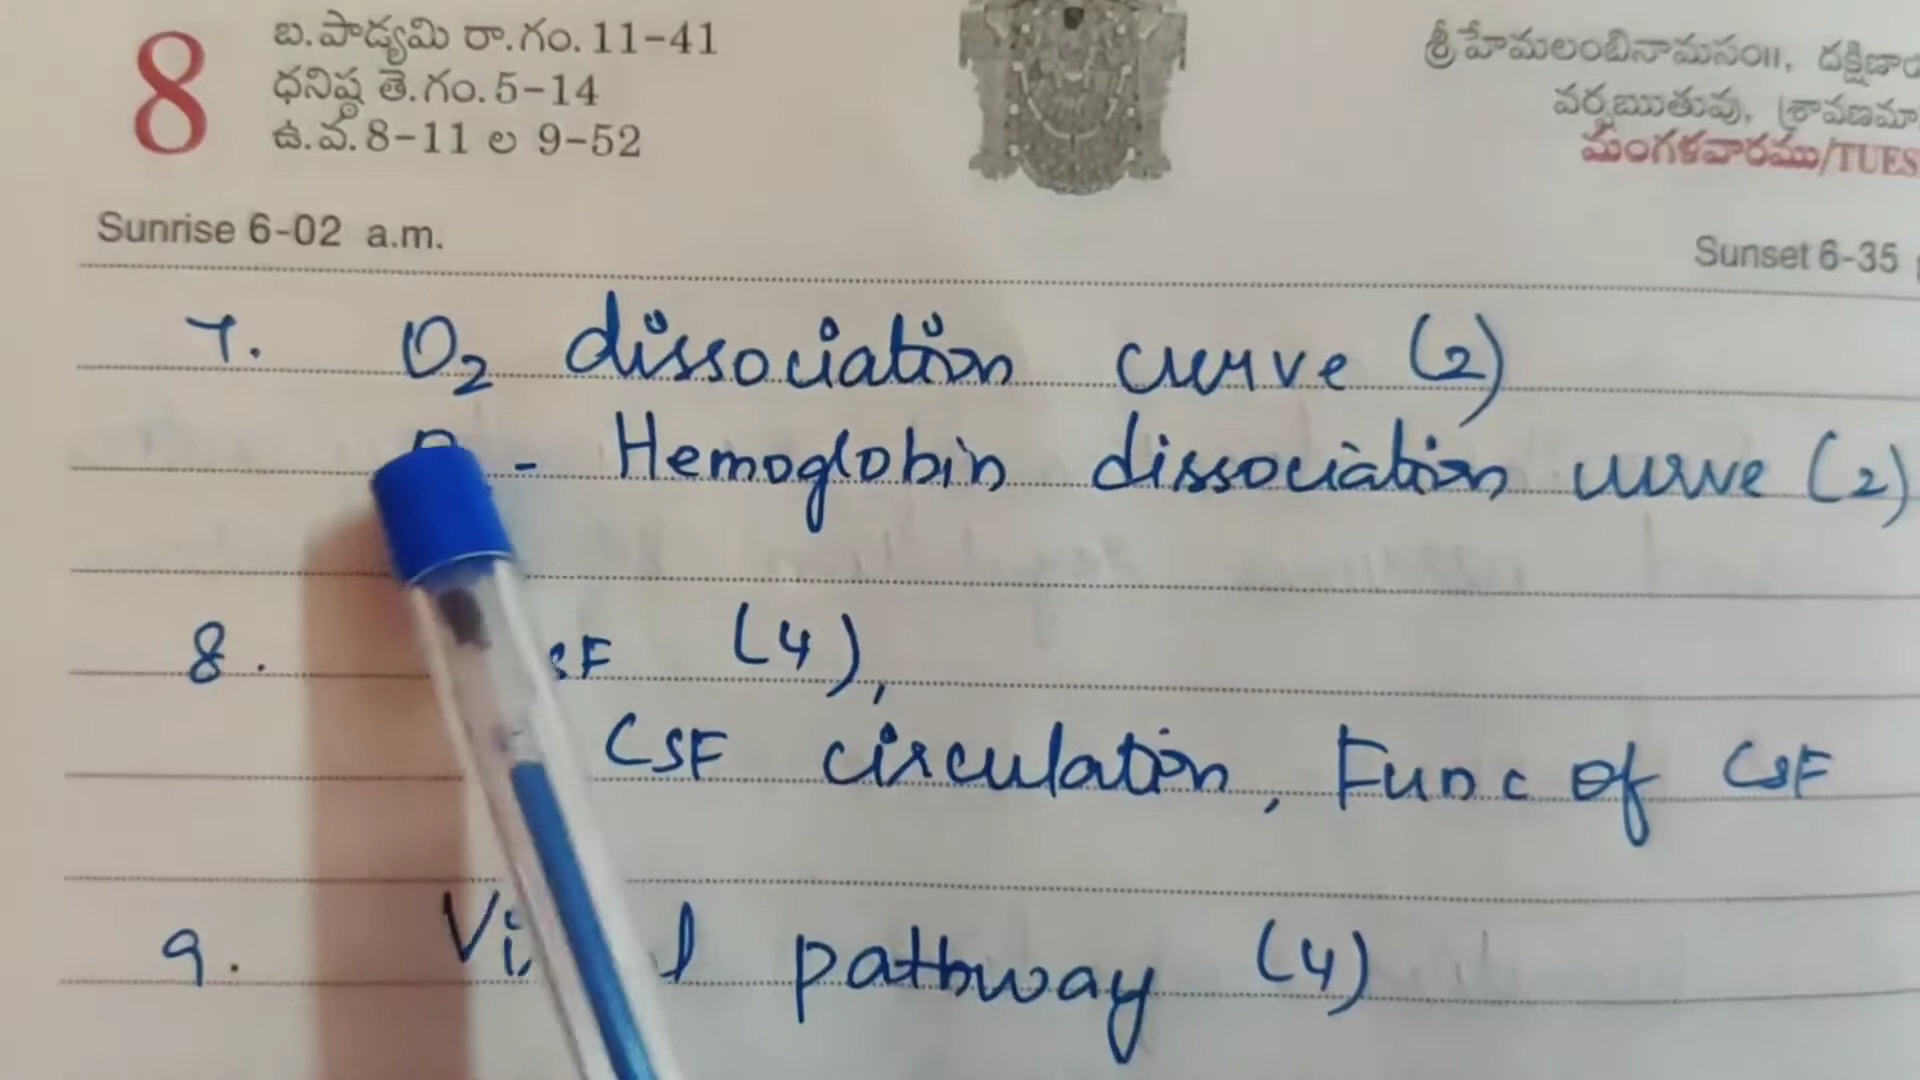 8
బ.పాడ్యమి రా.గం. 11-41
ధనిష్ఠ తె.గం. 5-14
ఉ.వ. 8-11 ల 9-52
శ్రీ హేమలంబినామసం॥, 
వర్షఋతువు, 
మంగళవారము/TUES
Sunrise 6-02 a.m.
Sunset 6-35
7. O2 dissociation curve (2)
- Hemoglobin dissociation curve (2)
8. (4),
CSF circulation, Func of CSF
9. pathway (4)